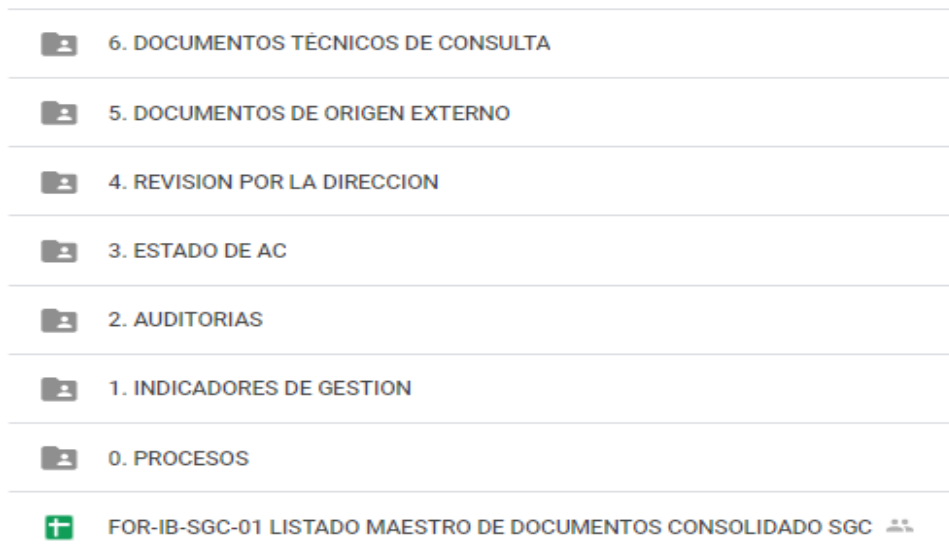 6. DOCUMENTOS TÉCNICOS DE CONSULTA
5. DOCUMENTOS DE ORIGEN EXTERNO
4. REVISION POR LA DIRECCION
3. ESTADO DE AC
2. AUDITORIAS
1. INDICADORES DE GESTION
0. PROCESOS
FOR-IB-SGC-01 LISTADO MAESTRO DE DOCUMENTOS CONSOLIDADO SGC